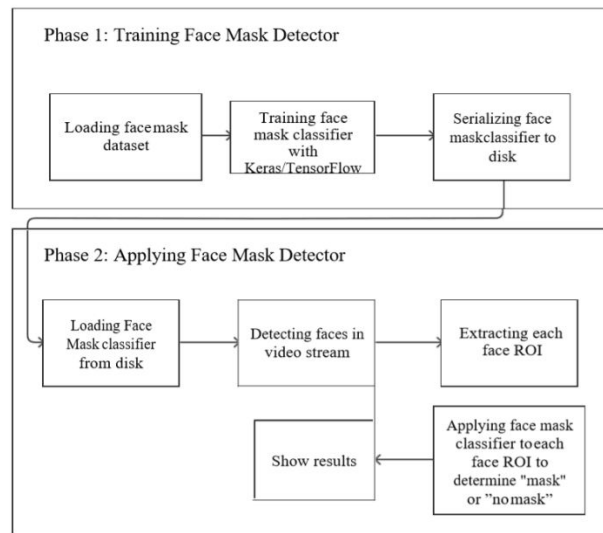 Phase 1: Training Face Mask Detector
Loading facemask
dataset
Training face
mask classifier
with
Keras/TensorFlow
Serializing face
maskclassifier to
disk
Phase 2: Applying Face Mask Detector
Loading Face
Mask classifier
from disk
Detecting faces in
video stream
Extracting each
face ROI
Show results
Applying face mask
classifier toeach
face ROI to
determine "mask"
or ”nomask”